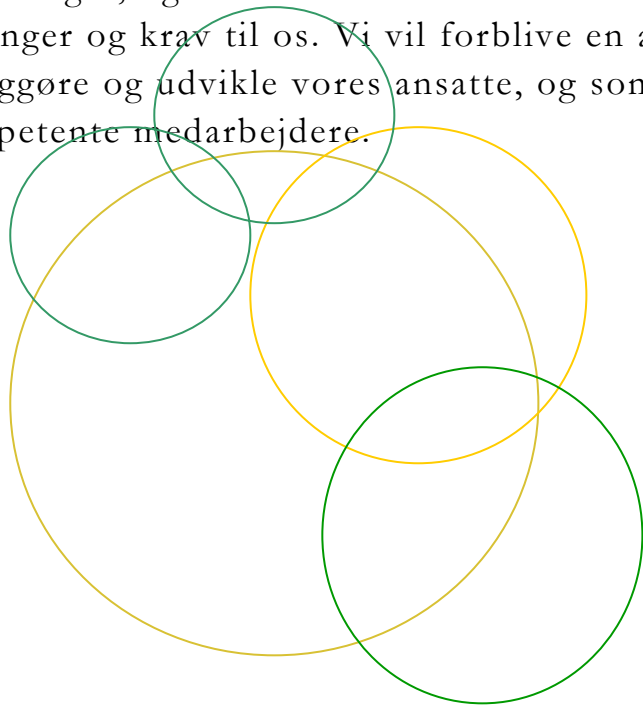 nger og krav til os. Vi vil forblive en a
ggøre og udvikle vores ansatte, og som
petente medarbejdere.